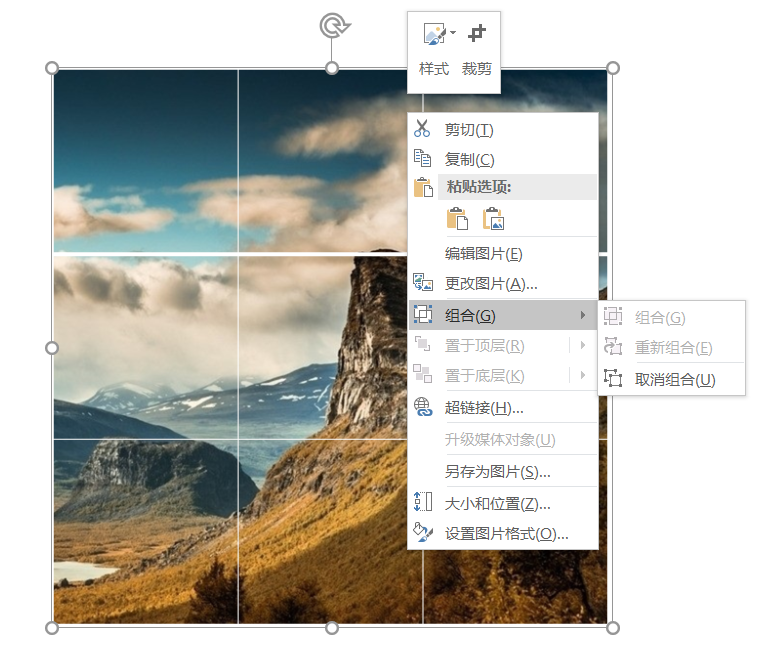 样式 裁剪
剪切(T)
复制(C)
粘贴选项:
编辑图片(E)
更改图片(A)...
组合(G)
置于顶层(R)
置于底层(K)
超链接(H)...
升级媒体对象(U)
另存为图片(S)...
大小和位置(Z)...
设置图片格式(O)...
组合(G)
重新组合(E)
取消组合(U)